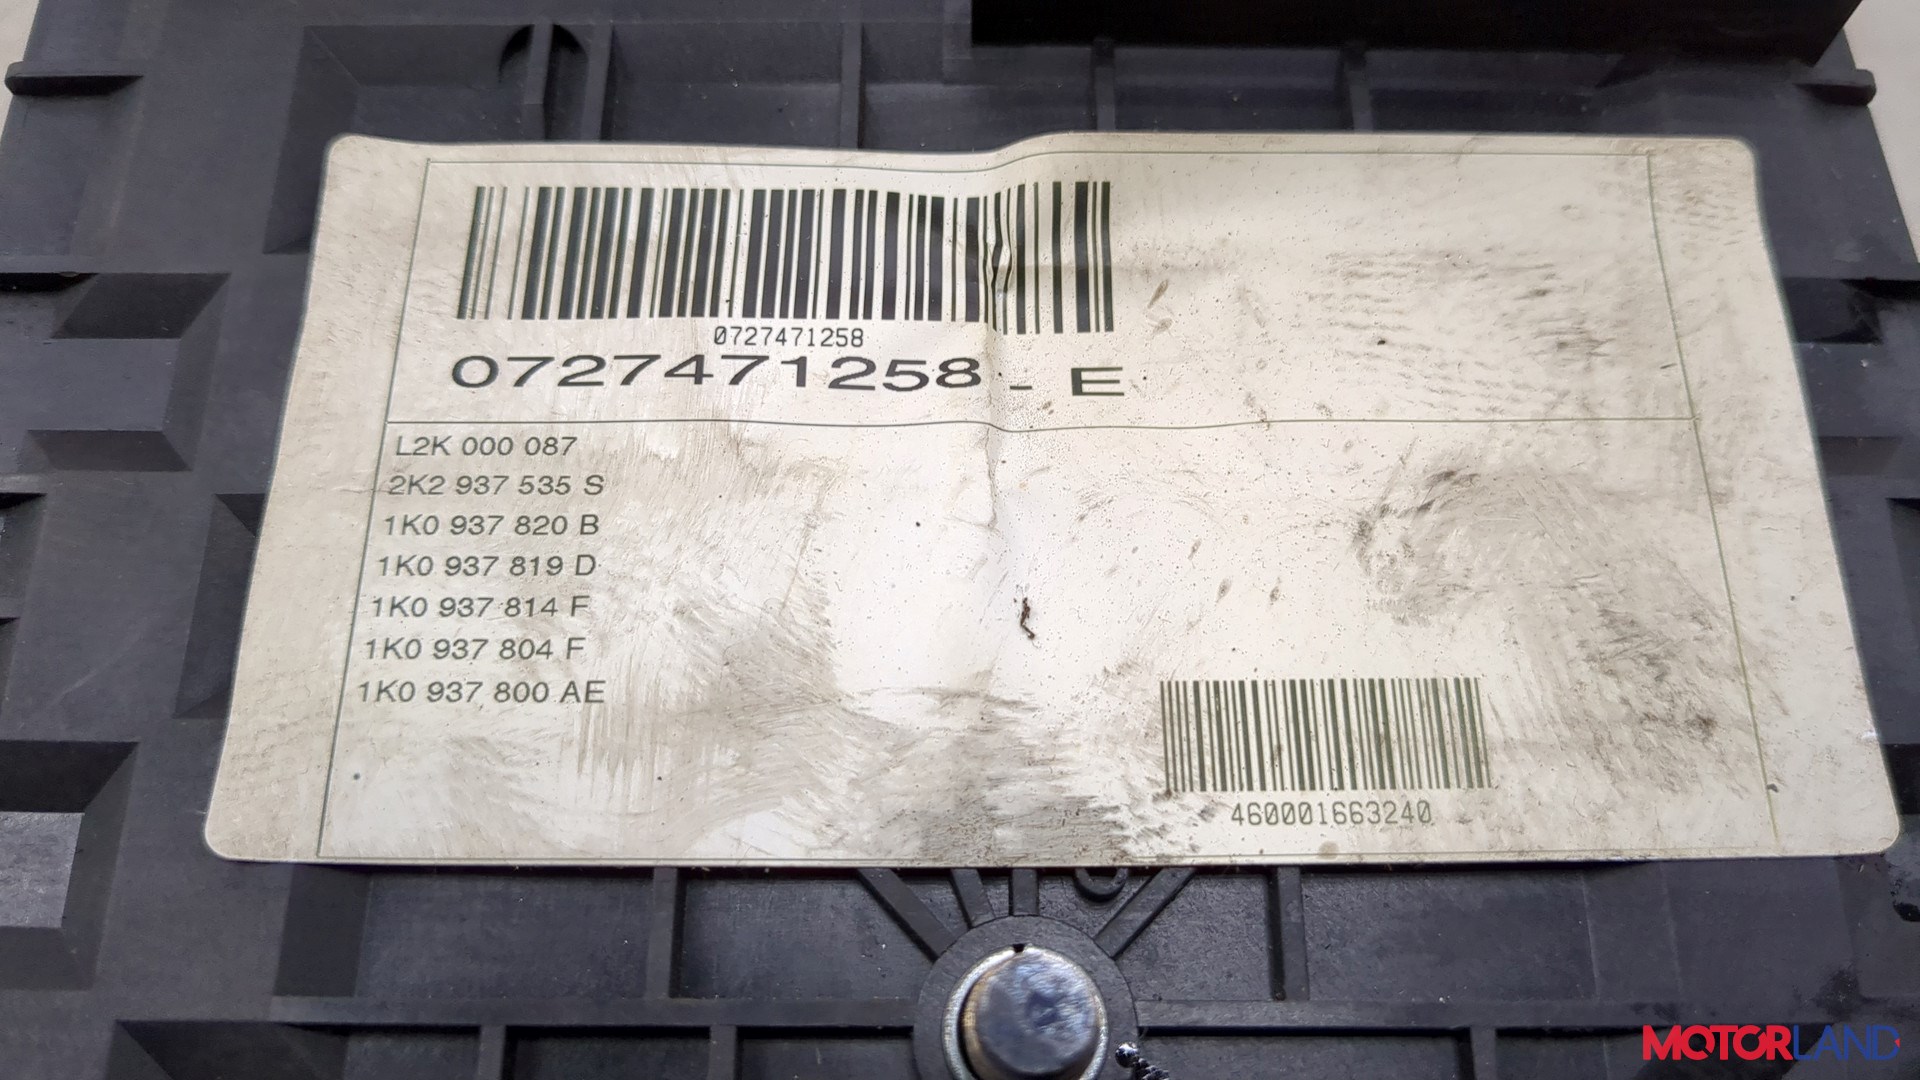 0727471258
0727471258 - E
L2K 000 087
2K2 937 535 S
1K0 937 820 B
1K0 937 819 D
1K0 937 814 F
1K0 937 804 F
1K0 937 800 AE
460001663240
MOTORLAND